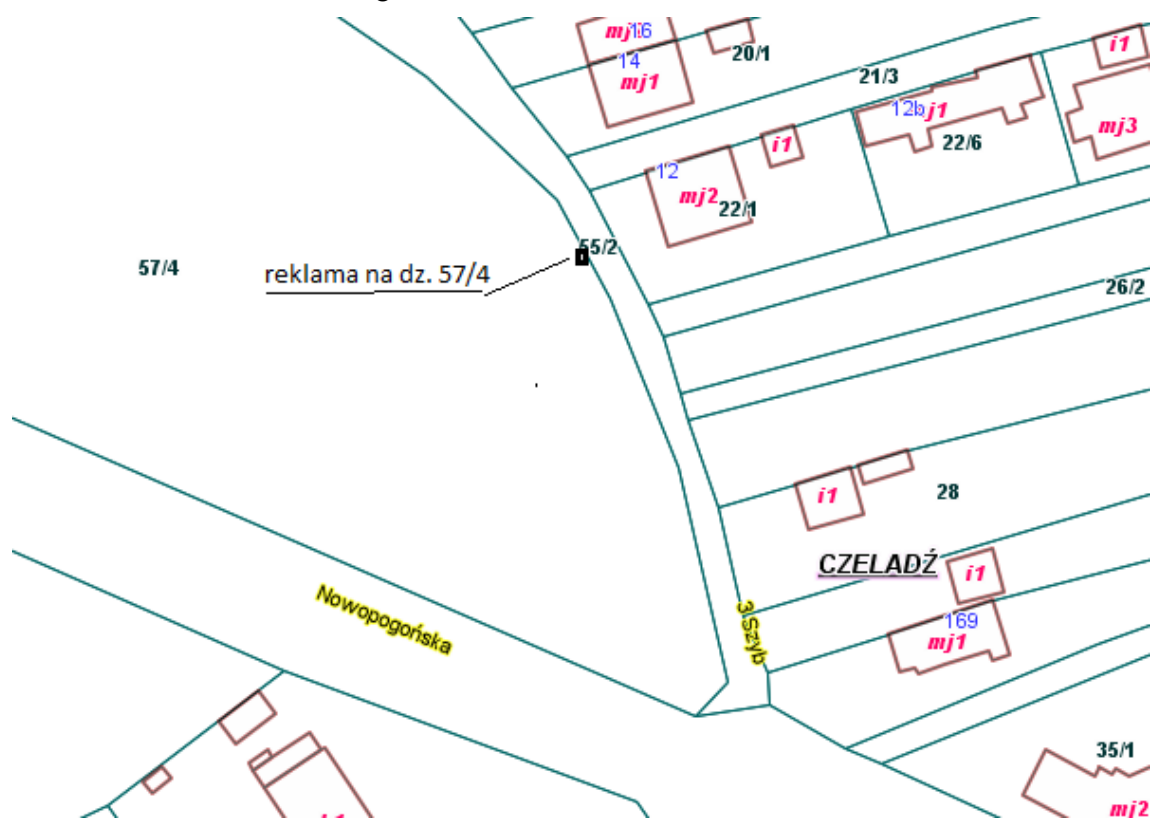 mj
16
14
mj1
20/1
i1
21/3
12b
j1
mj3
i1
22/6
12
mj2
22/1
55/2
57/4
reklama na dz. 57/4
26/2
i1
28
CZELADŹ
i1
Nowopogońska
3 Szyb
169
mj1
35/1
mj2